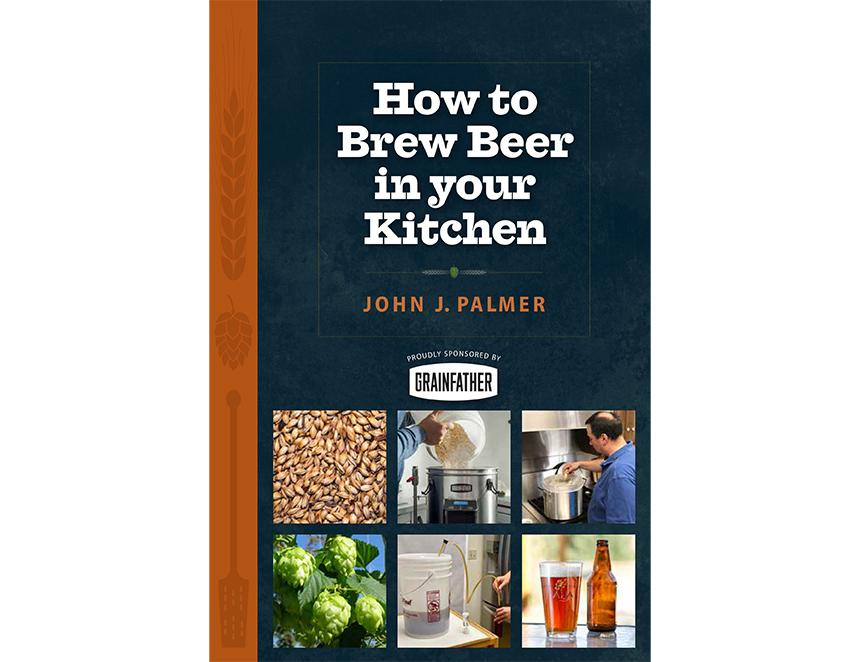 How to
Brew Beer
in your
Kitchen
JOHN J. PALMER
PROUDLY SPONSORED BY
GRAINFATHER